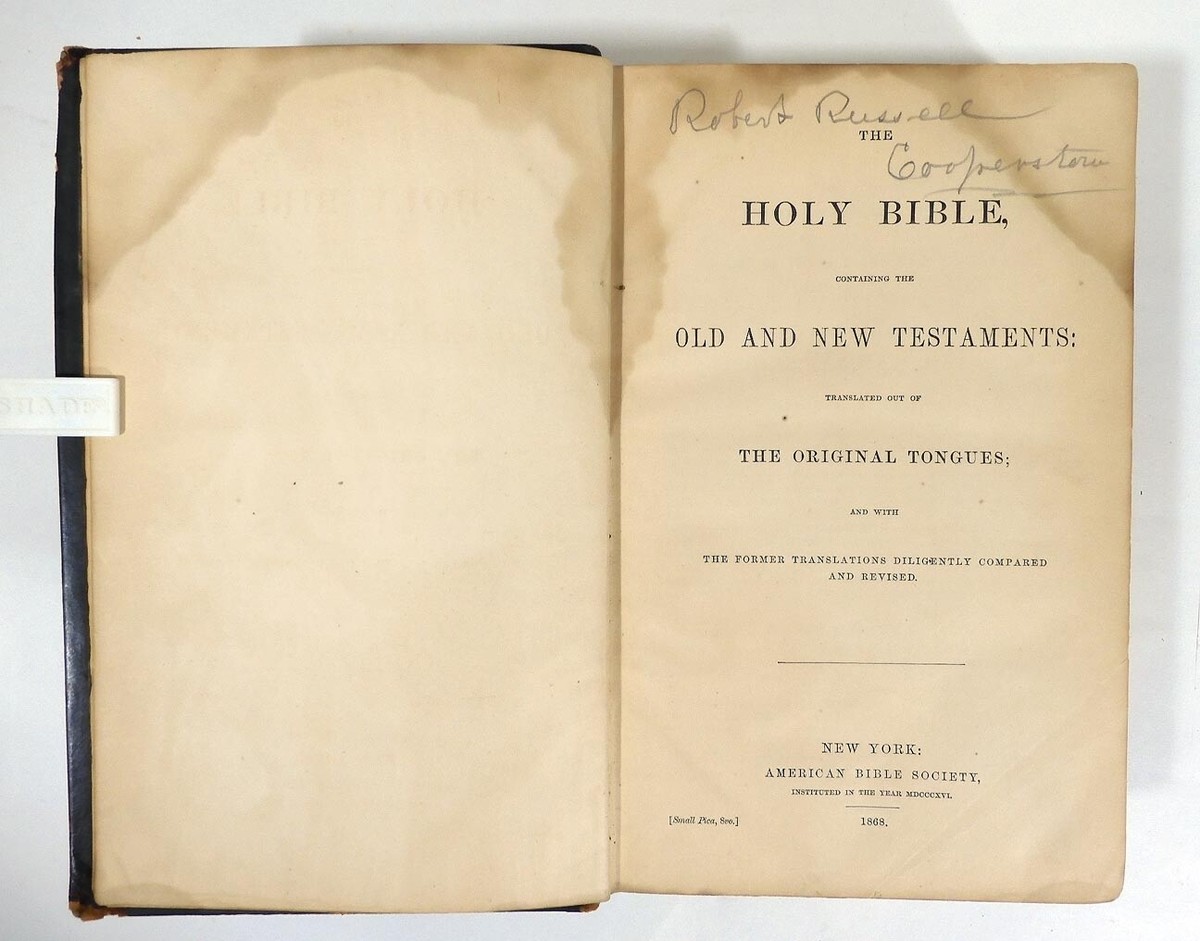 SHADE
Robert Russell
THE
Cooperstown
HOLY BIBLE,
CONTAINING THE
OLD AND NEW TESTAMENTS:
TRANSLATED OUT OF
THE ORIGINAL TONGUES;
AND WITH
THE FORMER TRANSLATIONS DILIGENTLY COMPARED
AND REVISED.
NEW YORK:
AMERICAN BIBLE SOCIETY,
INSTITUTED IN THE YEAR MDCCCXVI.
[Small Pica, 8vo.]
1868.